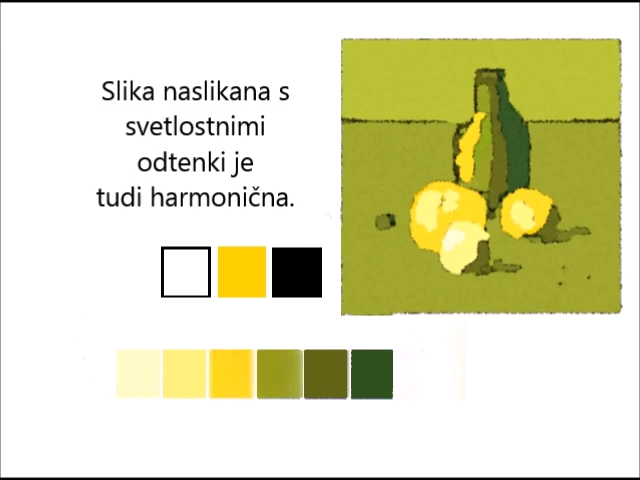 Slika naslikana s
svetlostnimi
odtenki je
tudi harmonična.